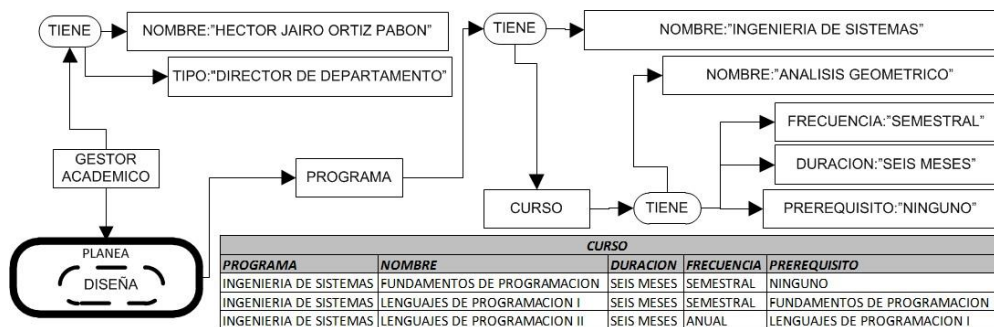 TIENE
NOMBRE:"HECTOR JAIRO ORTIZ PABON"
TIPO:"DIRECTOR DE DEPARTAMENTO"
GESTOR
ACADEMICO
PLANEA
DISEÑA
PROGRAMA
TIENE
NOMBRE:"INGENIERIA DE SISTEMAS"
CURSO
TIENE
NOMBRE:"ANALISIS GEOMETRICO"
FRECUENCIA:"SEMESTRAL"
DURACION:"SEIS MESES"
PREREQUISITO:"NINGUNO"
CURSO
PROGRAMA NOMBRE DURACION FRECUENCIA PREREQUISITO
INGENIERIA DE SISTEMAS FUNDAMENTOS DE PROGRAMACION SEIS MESES SEMESTRAL NINGUNO
INGENIERIA DE SISTEMAS LENGUAJES DE PROGRAMACION I SEIS MESES SEMESTRAL FUNDAMENTOS DE PROGRAMACION
INGENIERIA DE SISTEMAS LENGUAJES DE PROGRAMACION II SEIS MESES ANUAL LENGUAJES DE PROGRAMACION I